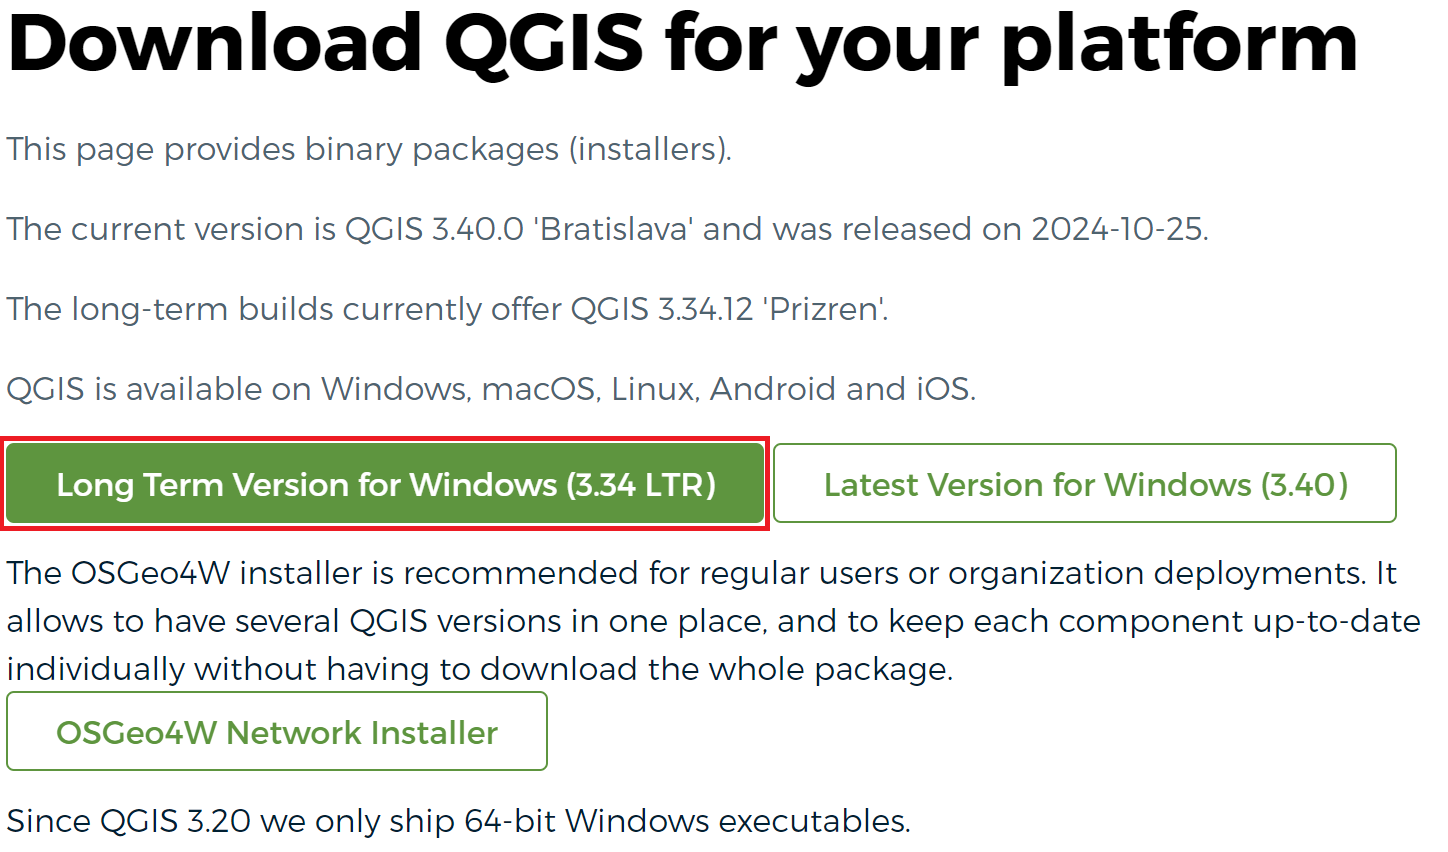 Download QGIS for your platform
This page provides binary packages (installers).
The current version is QGIS 3.40.0 'Bratislava' and was released on 2024-10-25.
The long-term builds currently offer QGIS 3.34.12 'Prizren'.
QGIS is available on Windows, macOS, Linux, Android and iOS.
Long Term Version for Windows (3.34 LTR)
Latest Version for Windows (3.40)
The OSGeo4W installer is recommended for regular users or organization deployments. It
allows to have several QGIS versions in one place, and to keep each component up-to-date
individually without having to download the whole package.
OSGeo4W Network Installer
Since QGIS 3.20 we only ship 64-bit Windows executables.